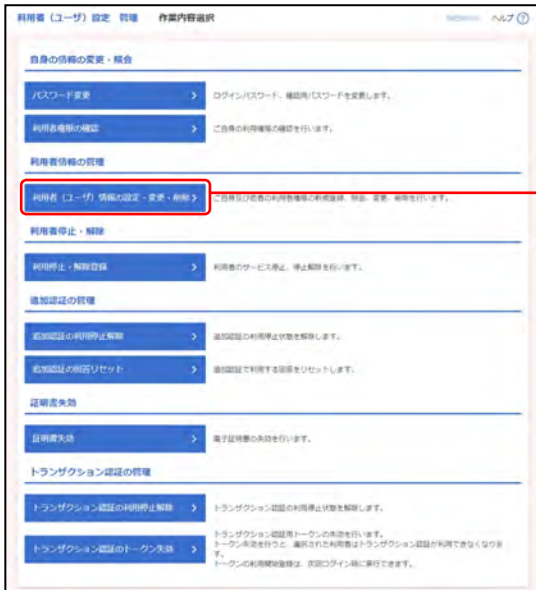 利用者（ユーザ）設定 管理 作業内容選択
ヘルプ ?
自身の情報の変更・照会
パスワード変更
ログインパスワード、確認用パスワードを変更します。
利用者権限の確認
ご自身の利用権限の確認を行います。
利用者情報の管理
利用者（ユーザ）情報の設定・変更・削除
ご自身及び他者の利用者権限の新規登録、照会、変更、削除を行います。
利用者停止・解除
利用停止・解除登録
利用者のサービス停止、停止解除を行います。
追加認証の管理
追加認証の利用停止解除
追加認証の利用停止状態を解除します。
追加認証の回答リセット
追加認証で利用する回答をリセットします。
証明書失効
証明書失効
電子証明書の失効を行います。
トランザクション認証の管理
トランザクション認証の利用停止解除
トランザクション認証の利用停止状態を解除します。
トランザクション認証のトークン失効
トランザクション認証用トークンの失効を行います。
トークン失効を行うと、選択された利用者はトランザクション認証が利用できなくなりま
す。
トークンの利用開始登録は、次回ログイン時に実行できます。